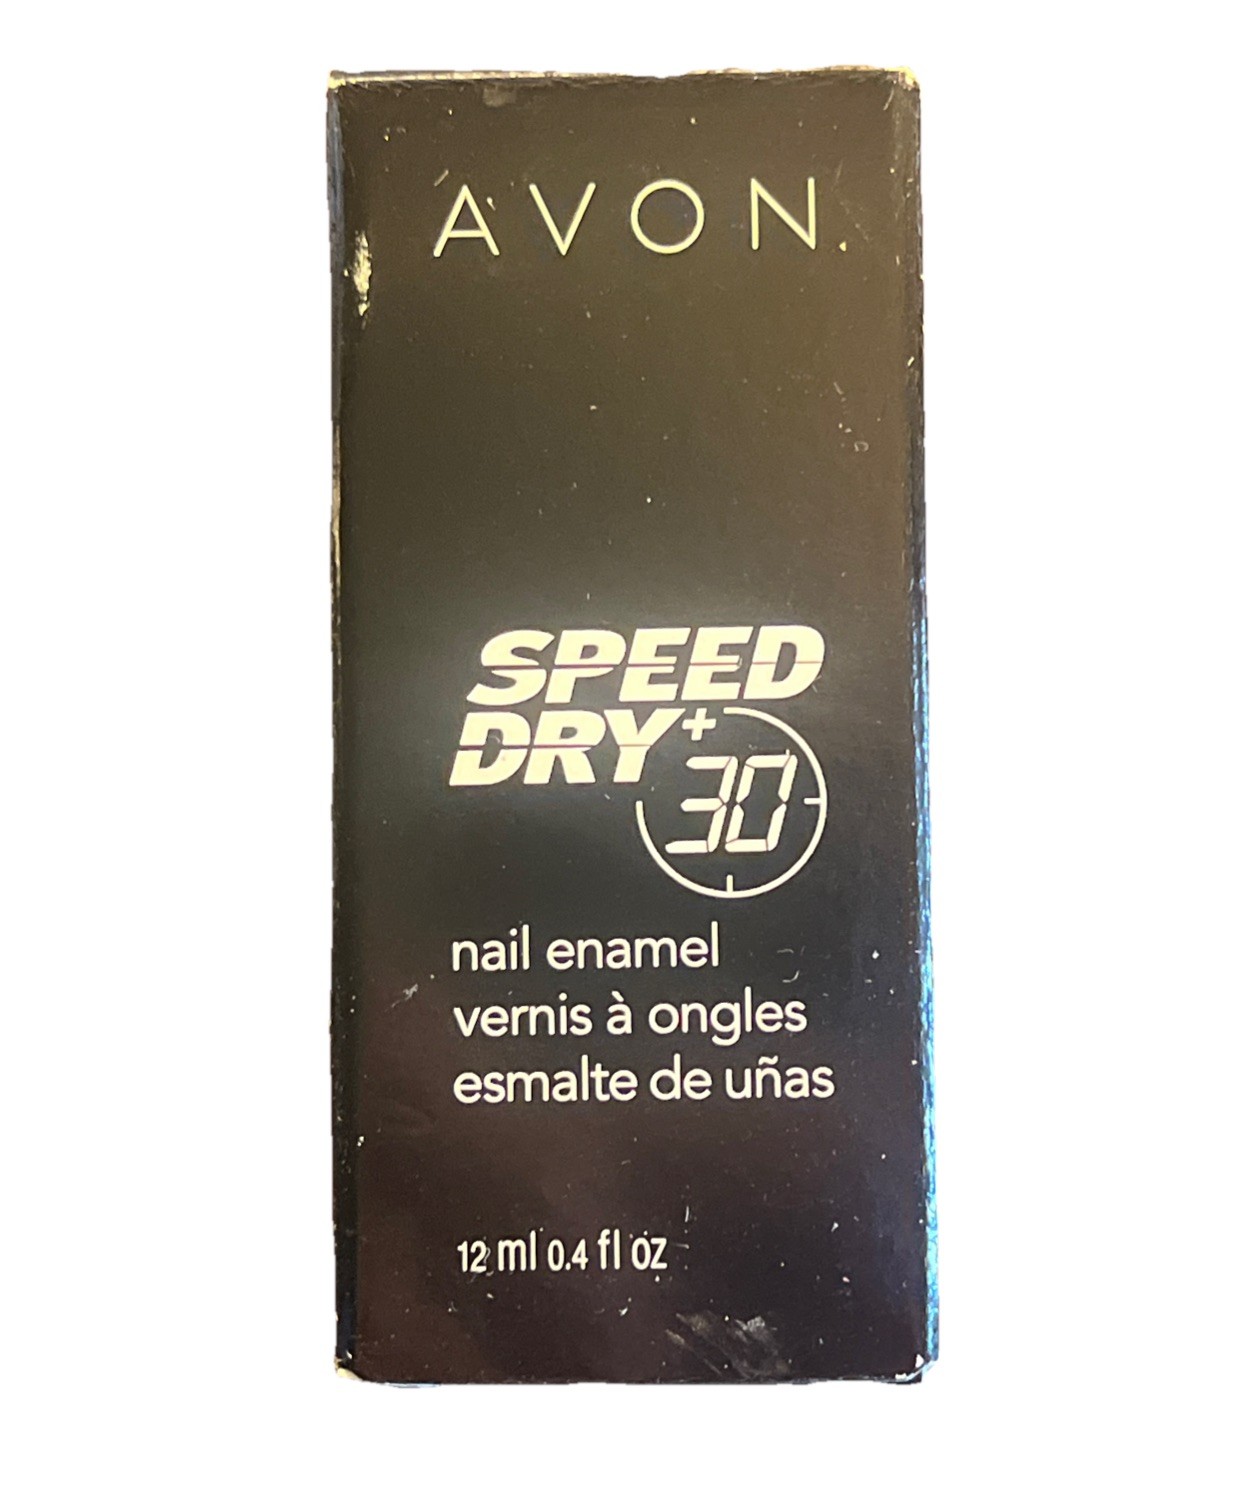 AVON
SPEED
DRY+
30
nail enamel
vernis à ongles
esmalte de uñas
12 ml 0.4 fl oz